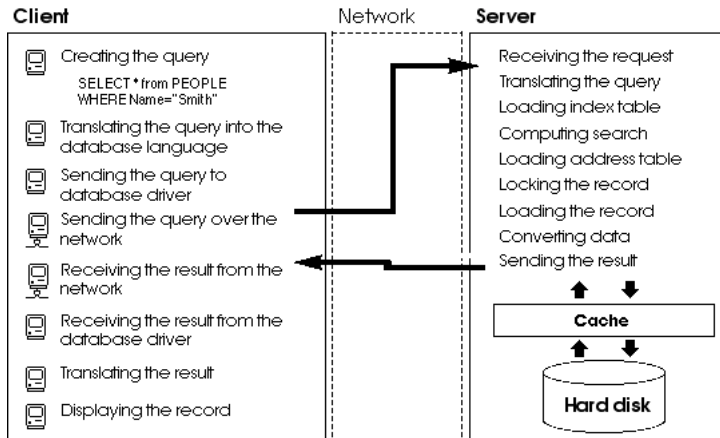 Client
Network
Server
Creating the query
SELECT * from PEOPLE
WHERE Name="Smith"
Translating the query into the
database language
Sending the query to
database driver
Sending the query over the
network
Receiving the result from the
network
Receiving the result from the
database driver
Translating the result
Displaying the record
Receiving the request
Translating the query
Loading index table
Computing search
Loading address table
Locking the record
Loading the record
Converting data
Sending the result
Cache
Hard disk